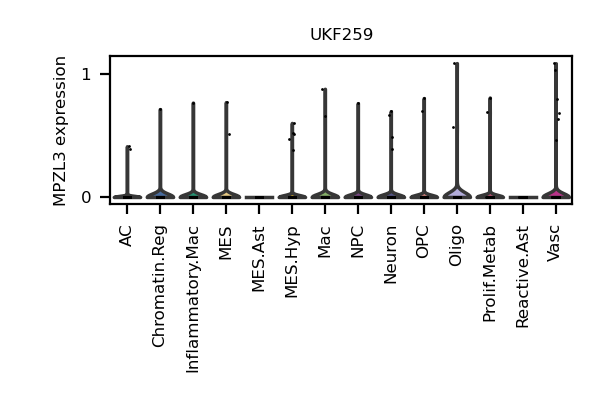 UKF259
MPZL3 expression
1
0
AC
Chromatin.Reg
Inflammatory.Mac
MES
MES.Ast
MES.Hyp
Mac
NPC
Neuron
OPC
Oligo
Prolif.Metab
Reactive.Ast
Vasc